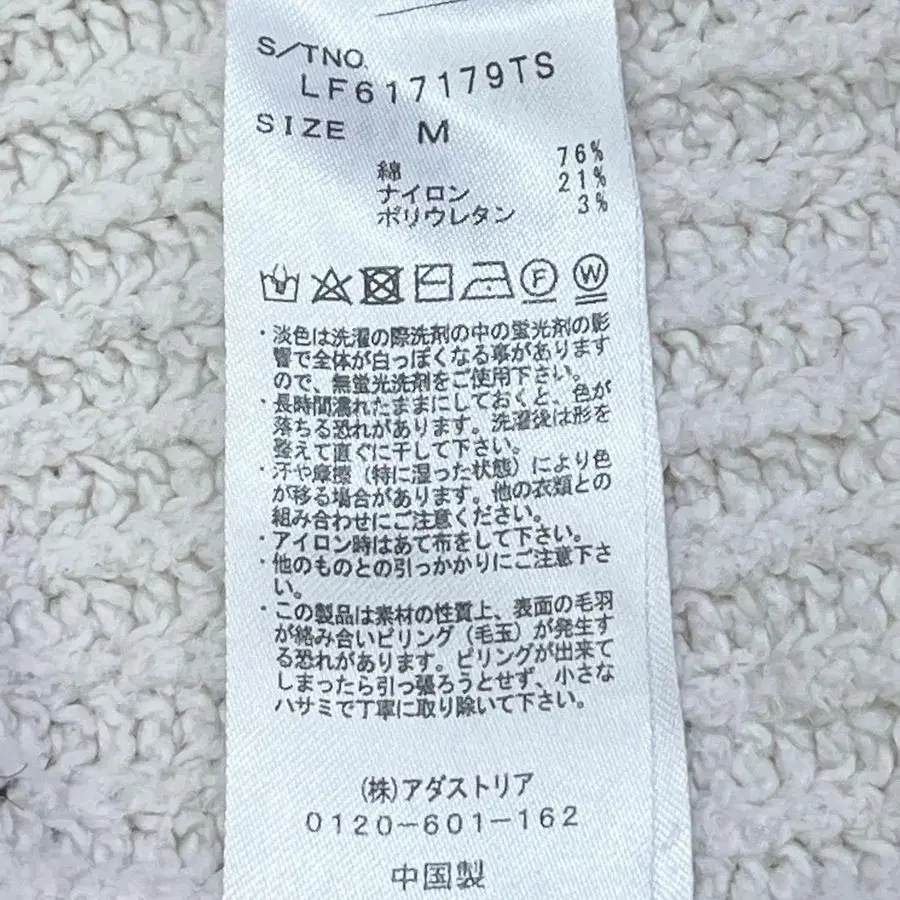 S/TNO.
LF617179TS
SIZE M
綿 76%
ナイロン 21%
ポリウレタン 3%
F W
・淡色は洗濯の際洗剤の中の蛍光剤の影
響で全体が白っぽくなる事があります
ので、無蛍光洗剤をご使用下さい。
・長時間濡れたままにしておくと、色が
落ちる恐れがあります。洗濯後は形を
整えて直ぐに干して下さい。
・汗や摩擦（特に湿った状態）により色
が移る場合があります。他の衣類との
組み合わせにご注意ください。
・アイロン時はあて布をして下さい。
・他のものとの引っかかりにご注意下さ
い。
・この製品は素材の性質上、表面の毛羽
が絡み合いピリング（毛玉）が発生す
る恐れがあります。ピリングが出来て
しまったら引っ張ろうとせず、小さな
ハサミで丁寧に取り除いて下さい。
(株)アダストリア
0120-601-162
中国製